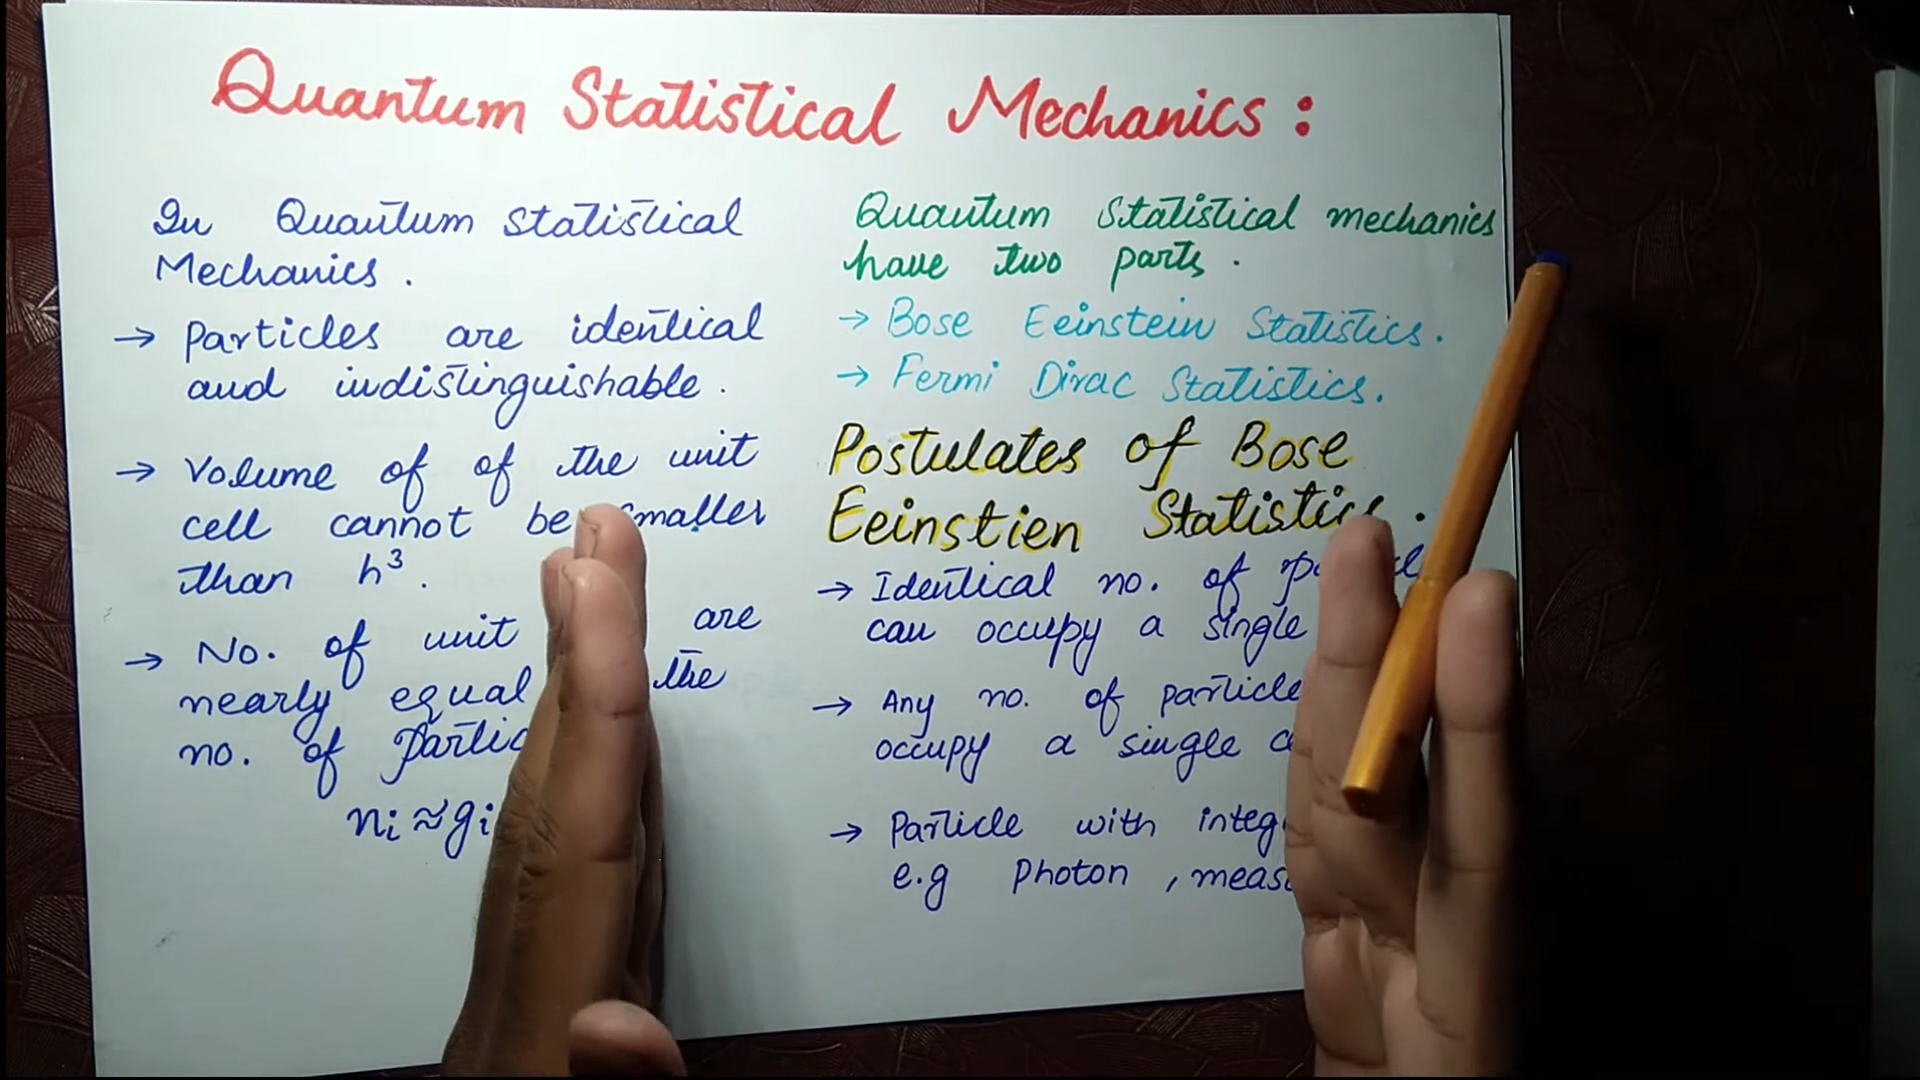 Quantum Statistical Mechanics:
In Quantum Statistical
Mechanics.
→ Particles are identical
and indistinguishable.
→ Volume of of the unit
cell cannot be smaller
than h³.
→ No. of unit are
nearly equal the
no. of
nᵢ ≈ gᵢ
Quantum Statistical mechanics
have two parts.
→ Bose Eeinstein Statistics.
→ Fermi Dirac Statistics.
Postulates of Bose
Eeinstien Statistics.
→ Identical no. of
can occupy a single
→ Any no. of particle
occupy a single
→ Particle with
e.g Photon ,